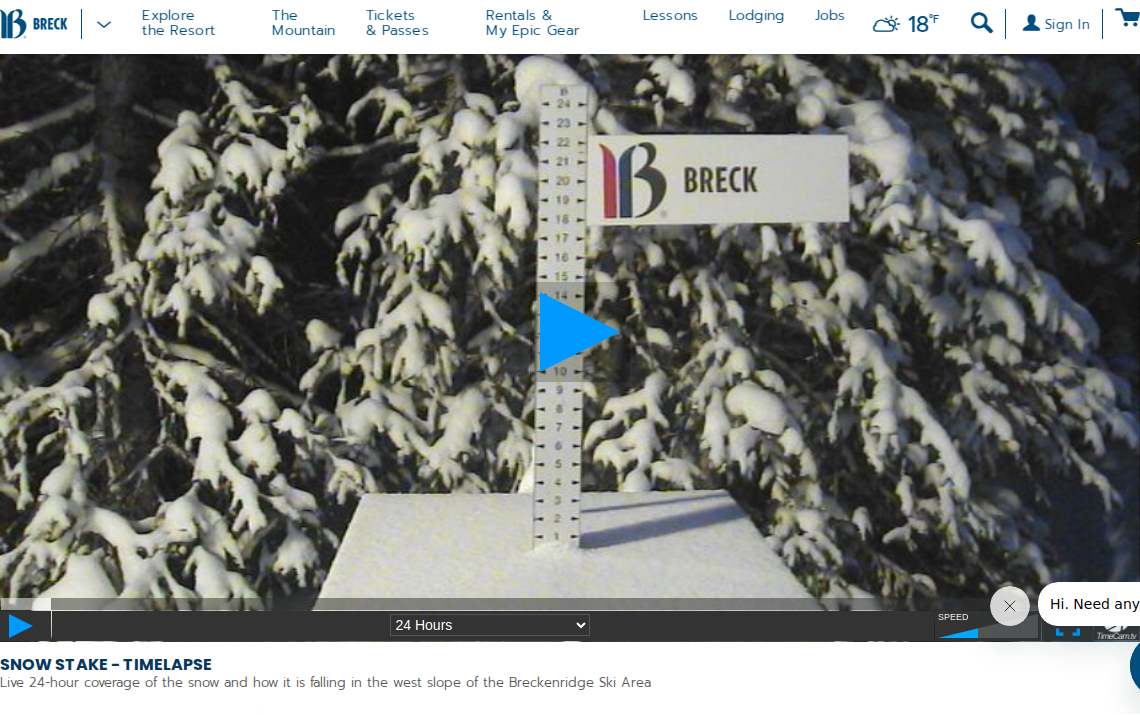 BRECK
Explore
the Resort
The
Mountain
Tickets
& Passes
Rentals &
My Epic Gear
Lessons
Lodging
Jobs
18°F
Sign In
B
24
23
22
21
20
19
18
17
16
15
14
10
9
8
7
6
5
4
3
2
1
B BRECK
Hi. Need any
24 Hours
SPEED
TimeCam.tv
SNOW STAKE - TIMELAPSE
Live 24-hour coverage of the snow and how it is falling in the west slope of the Breckenridge Ski Area